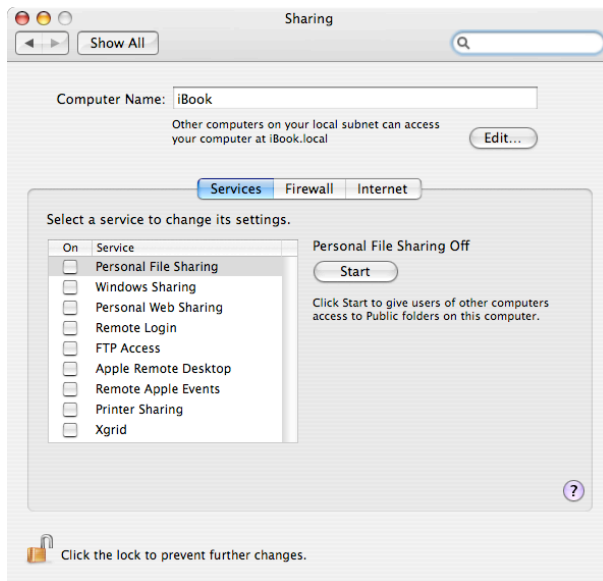 Sharing
Show All
Computer Name: iBook
Other computers on your local subnet can access
your computer at iBook.local
Edit...
Services Firewall Internet
Select a service to change its settings.
On Service
Personal File Sharing
Windows Sharing
Personal Web Sharing
Remote Login
FTP Access
Apple Remote Desktop
Remote Apple Events
Printer Sharing
Xgrid
Personal File Sharing Off
Start
Click Start to give users of other computers
access to Public folders on this computer.
?
Click the lock to prevent further changes.